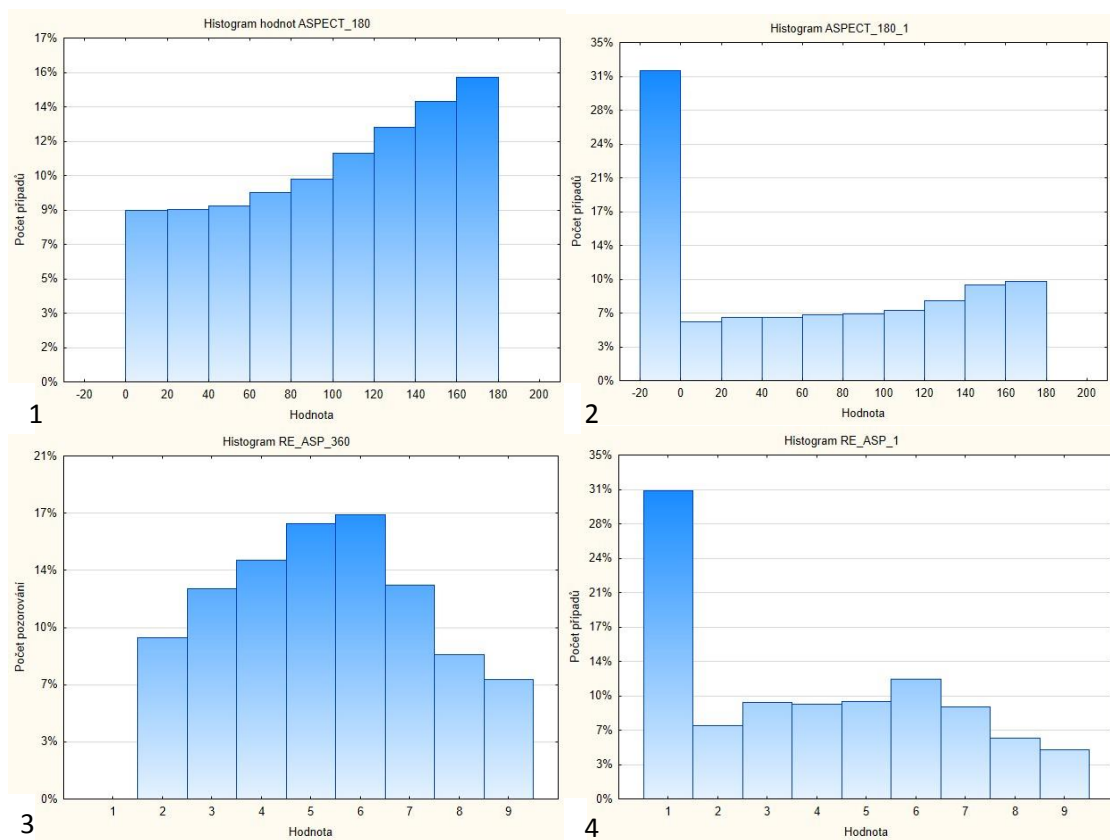 Histogram hodnot ASPECT_180
17%
16%
14%
12%
10%
9%
7%
5%
3%
2%
0%
Počet případů
-20 0 20 40 60 80 100 120 140 160 180 200
Hodnota
1
Histogram ASPECT_180_1
35%
31%
28%
24%
21%
17%
14%
10%
7%
3%
0%
Počet případů
-20 0 20 40 60 80 100 120 140 160 180 200
Hodnota
2
Histogram RE_ASP_360
21%
17%
14%
10%
7%
3%
0%
Počet pozorování
1 2 3 4 5 6 7 8 9
Hodnota
3
Histogram RE_ASP_1
35%
31%
28%
24%
21%
17%
14%
10%
7%
3%
0%
Počet případů
1 2 3 4 5 6 7 8 9
Hodnota
4